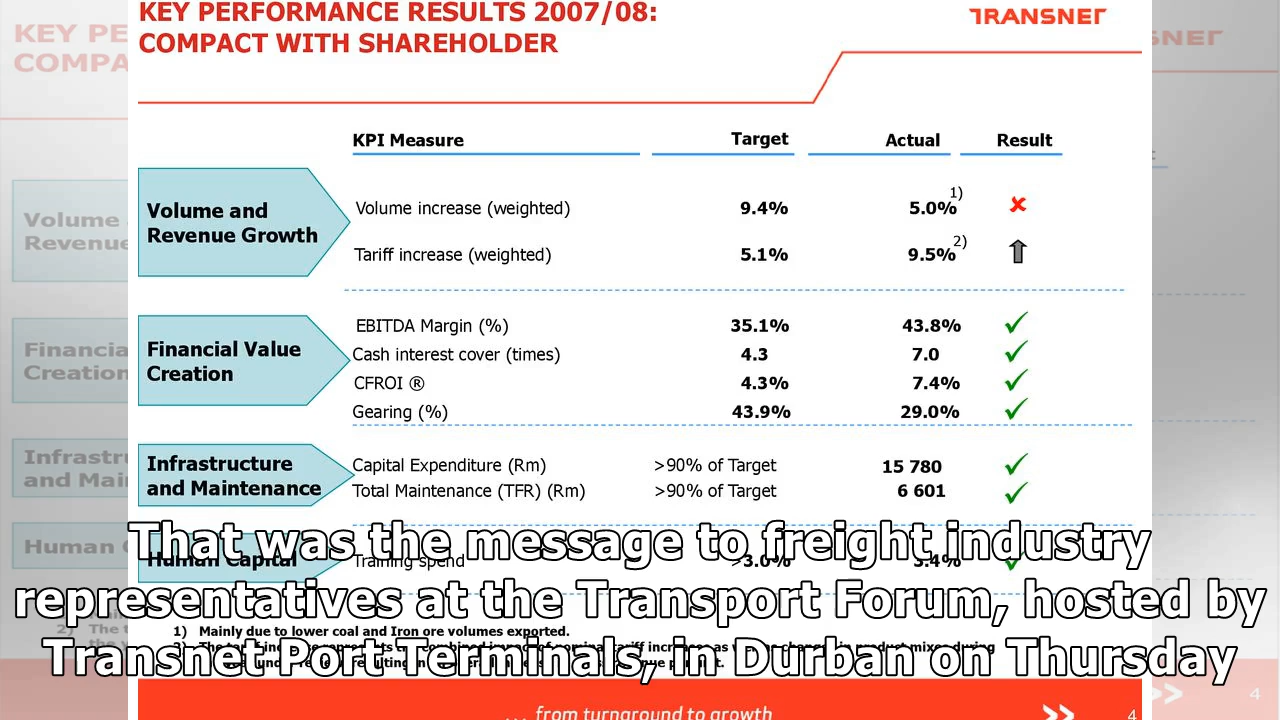 KEY PERFORMANCE RESULTS 2007/08:
COMPACT WITH SHAREHOLDER
TRANSNET
KPI Measure Target Actual Result
Volume and
Revenue Growth
Volume increase (weighted) 9.4% 5.0% 1)
Tariff increase (weighted) 5.1% 9.5% 2)
Financial Value
Creation
EBITDA Margin (%) 35.1% 43.8%
Cash interest cover (times) 4.3 7.0
CFROI ® 4.3% 7.4%
Gearing (%) 43.9% 29.0%
Infrastructure
and Maintenance
Capital Expenditure (Rm) >90% of Target 15 780
Total Maintenance (TFR) (Rm) >90% of Target 6 601
Human Capital
Training spend >3.0% 3.4%
That was the message to freight industry
representatives at the Transport Forum, hosted by
Transnet Port Terminals, in Durban on Thursday
1) Mainly due to lower coal and Iron ore volumes exported.
... from turnaround to growth
4